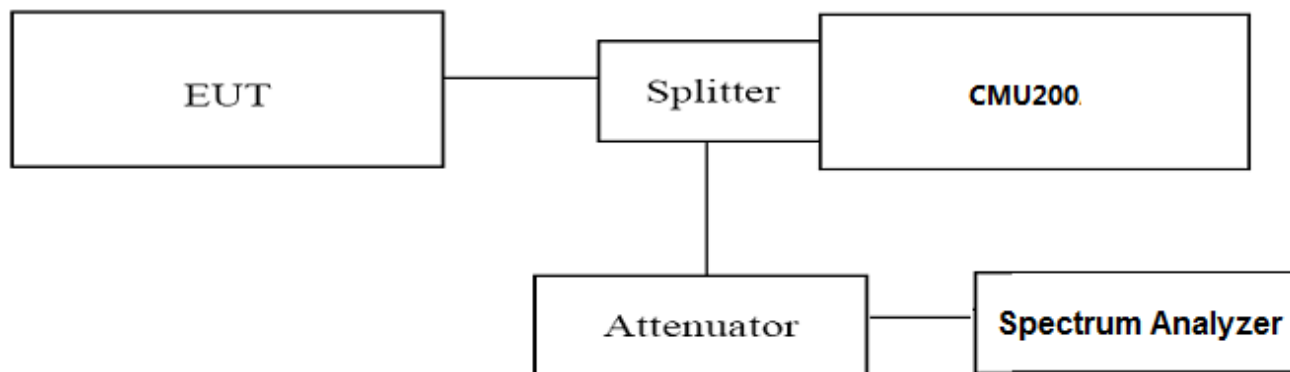 EUT
Splitter
CMU200.
Attenuator
Spectrum Analyzer